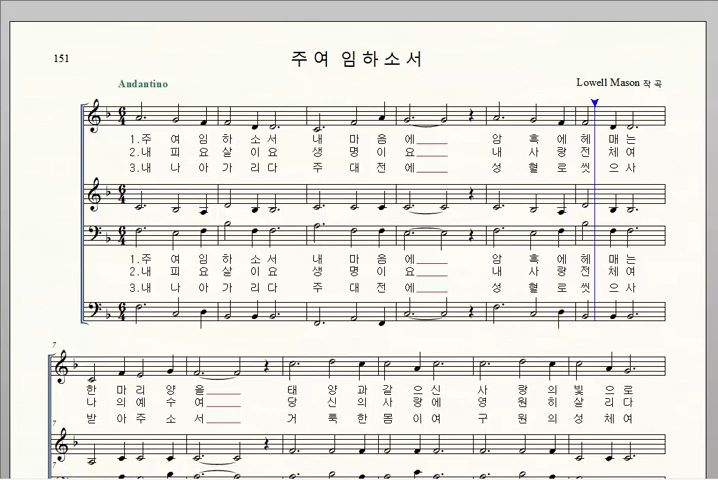 151
주여 임하소서
Andantino
Lowell Mason 작곡
1.주 여 임 하 소 서 내 마 음 에 암 흑 에 헤 매 는
2.내 피 요 살 이 요 생 명 이 요 내 사 랑 전 체 여
3.내 나 아 가 리 다 주 대 전 에 성 혈 로 씻 으 사
1.주 여 임 하 소 서 내 마 음 에 암 흑 에 헤 매 는
2.내 피 요 살 이 요 생 명 이 요 내 사 랑 전 체 여
3.내 나 아 가 리 다 주 대 전 에 성 혈 로 씻 으 사
7
한 마 리 양 을 태 양 과 같 으 신 사 랑 의 빛 으 로
나 의 예 수 여 당 신 의 사 랑 에 영 원 히 살 리 다
받 아 주 소 서 거 룩 한 몸 이 여 구 원 의 성 체 여
7
7